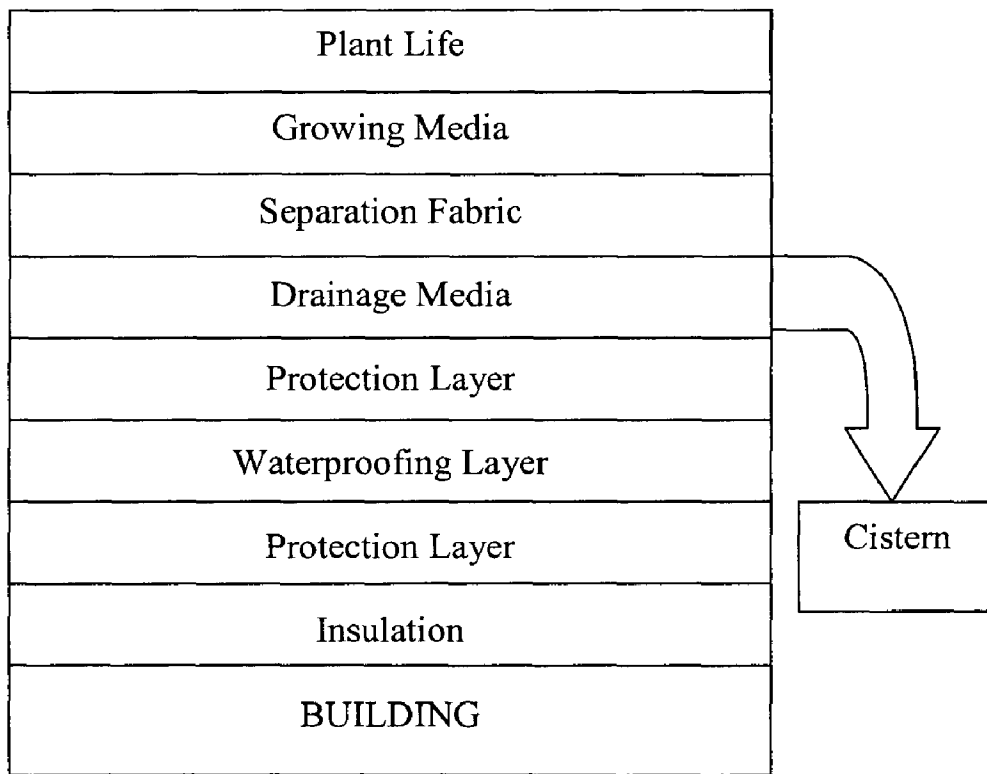 Plant Life
Growing Media
Separation Fabric
Drainage Media
Protection Layer
Waterproofing Layer
Protection Layer
Cistern
Insulation
BUILDING